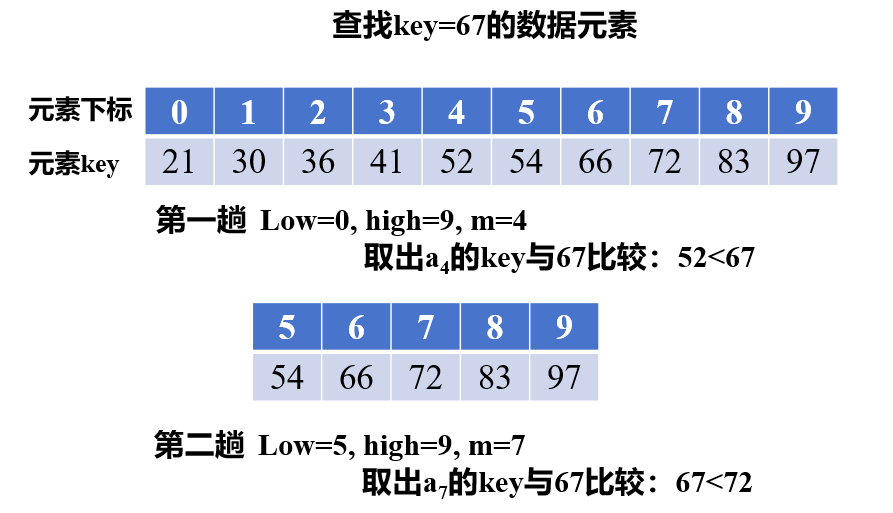 查找key=67的数据元素
元素下标 0 1 2 3 4 5 6 7 8 9
元素key 21 30 36 41 52 54 66 72 83 97
第一趟 Low=0, high=9, m=4
取出a4的key与67比较：52<67
5 6 7 8 9
54 66 72 83 97
第二趟 Low=5, high=9, m=7
取出a7的key与67比较：67<72